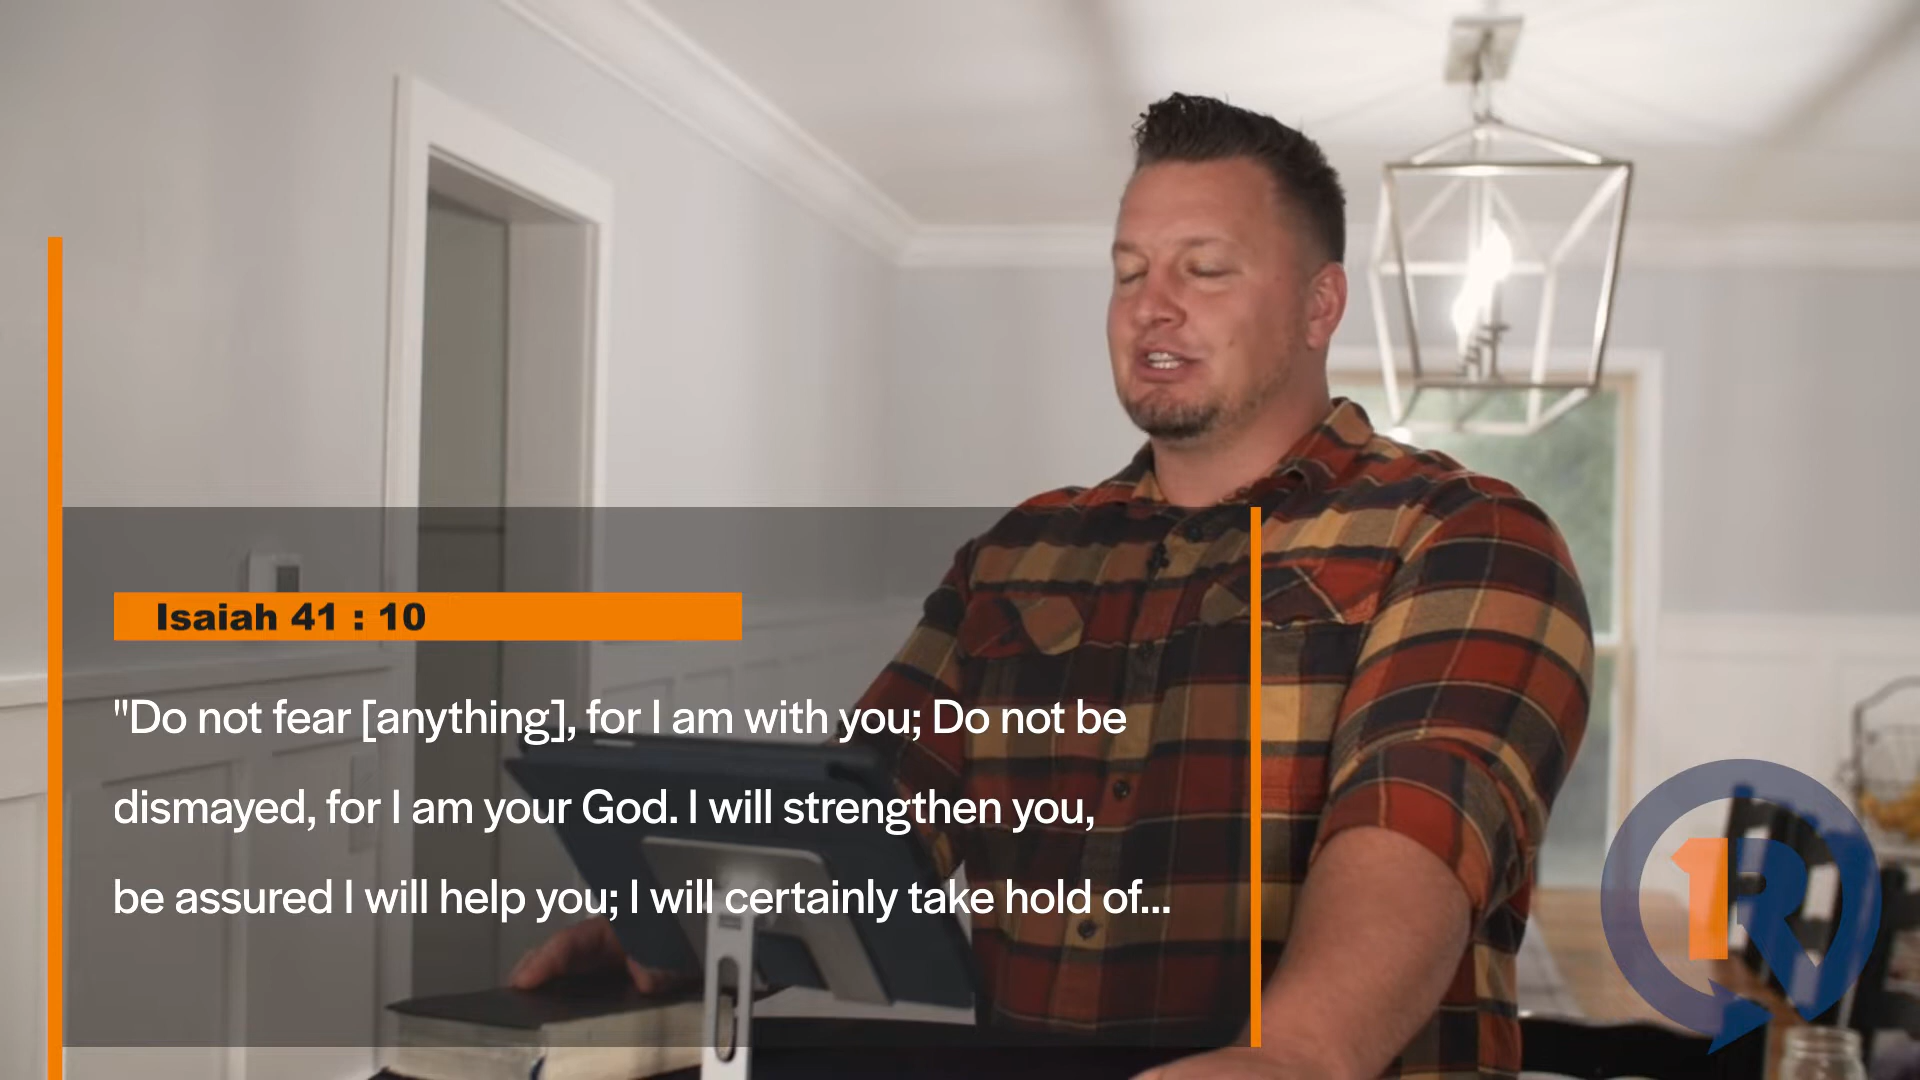 Isaiah 41 : 10
"Do not fear [anything], for I am with you; Do not be
dismayed, for I am your God. I will strengthen you,
be assured I will help you; I will certainly take hold of...
1R